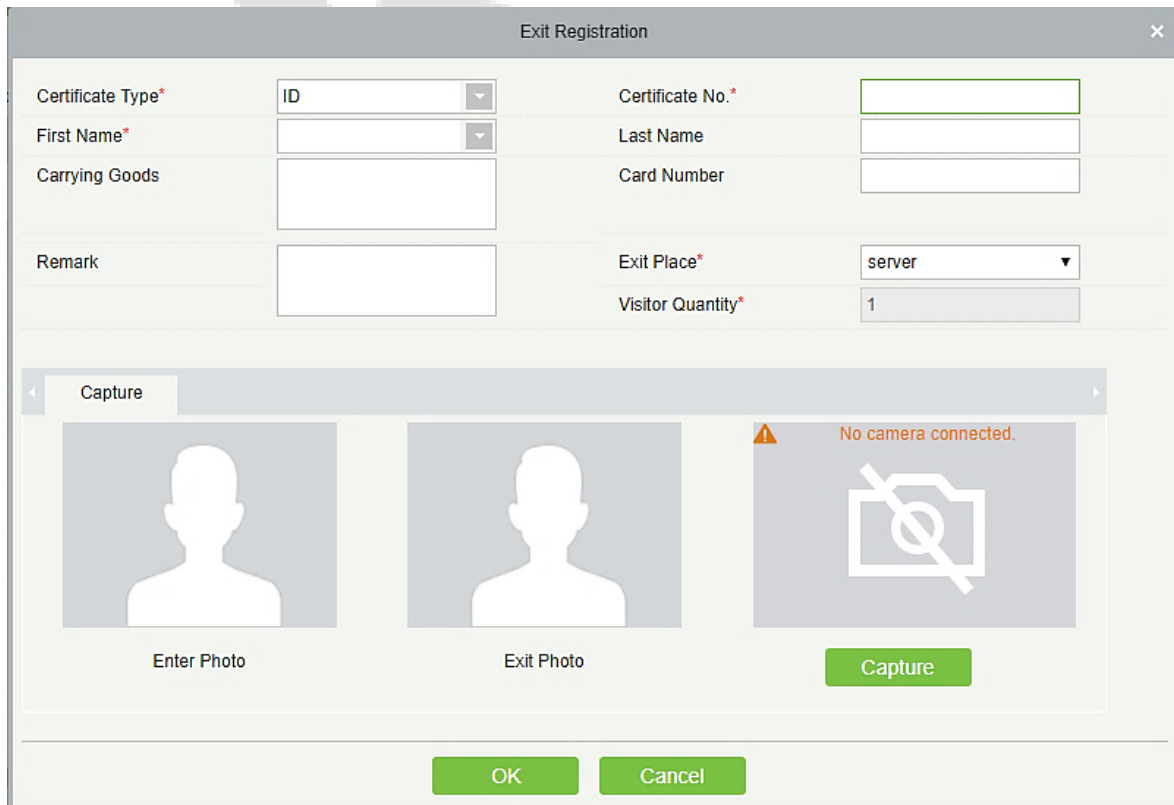 Exit Registration ×
Certificate Type* ID Certificate No.*
First Name* Last Name
Carrying Goods Card Number
Remark Exit Place* server
Visitor Quantity* 1
Capture
No camera connected.
Enter Photo Exit Photo Capture
OK Cancel